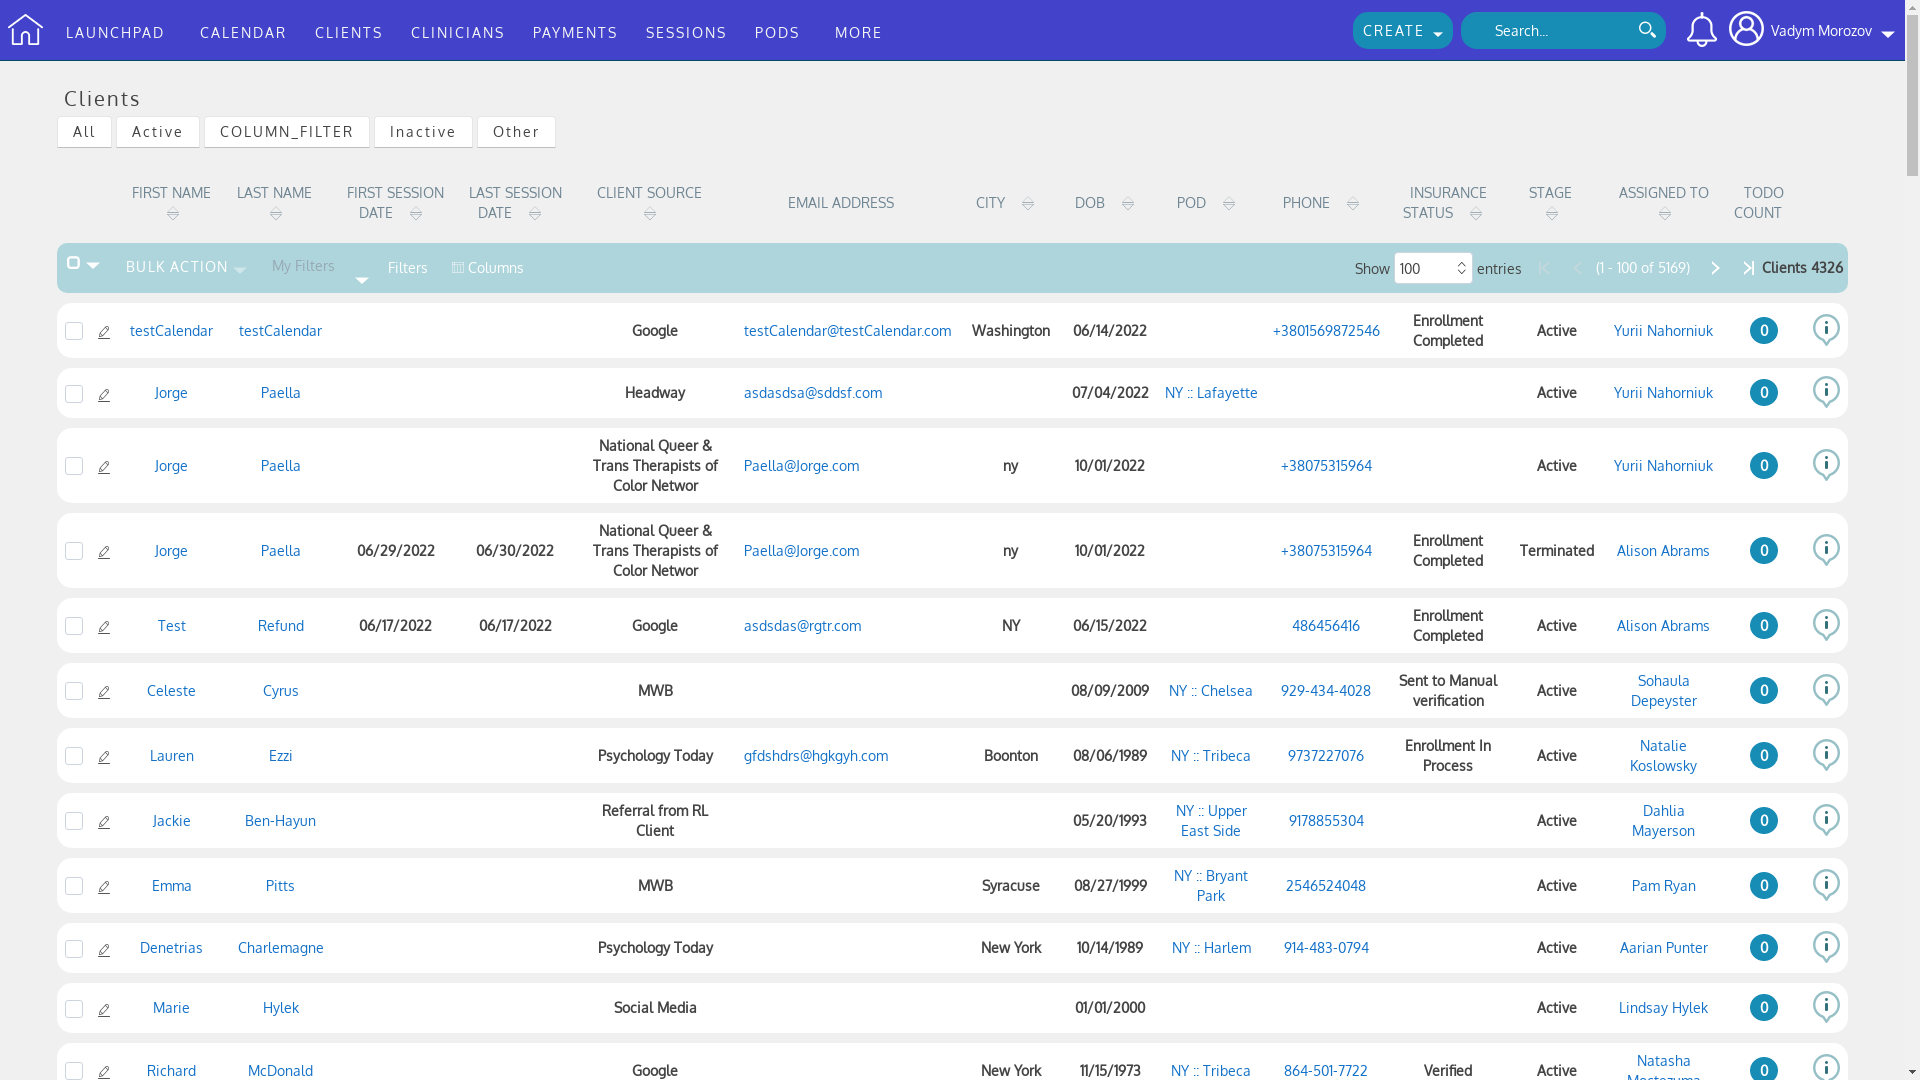 LAUNCHPAD CALENDAR CLIENTS CLINICIANS PAYMENTS SESSIONS PODS MORE CREATE Search... Vadym Morozov
Clients
All Active COLUMN_FILTER Inactive Other
FIRST NAME LAST NAME FIRST SESSION DATE LAST SESSION DATE CLIENT SOURCE EMAIL ADDRESS CITY DOB POD PHONE INSURANCE STATUS STAGE ASSIGNED TO TODO COUNT
BULK ACTION My Filters Filters Columns Show 100 entries (1 - 100 of 5169) Clients 4326
testCalendar testCalendar Google testCalendar@testCalendar.com Washington 06/14/2022 +3801569872546 Enrollment Completed Active Yurii Nahorniuk 0
Jorge Paella Headway asdasdsa@sddsf.com 07/04/2022 NY :: Lafayette Active Yurii Nahorniuk 0
Jorge Paella National Queer & Trans Therapists of Color Networ Paella@Jorge.com ny 10/01/2022 +38075315964 Active Yurii Nahorniuk 0
Jorge Paella 06/29/2022 06/30/2022 National Queer & Trans Therapists of Color Networ Paella@Jorge.com ny 10/01/2022 +38075315964 Enrollment Completed Terminated Alison Abrams 0
Test Refund 06/17/2022 06/17/2022 Google asdsdas@rgtr.com NY 06/15/2022 486456416 Enrollment Completed Active Alison Abrams 0
Celeste Cyrus MWB 08/09/2009 NY :: Chelsea 929-434-4028 Sent to Manual verification Active Sohaula Depeyster 0
Lauren Ezzi Psychology Today gfdshdrs@hgkgyh.com Boonton 08/06/1989 NY :: Tribeca 9737227076 Enrollment In Process Active Natalie Koslowsky 0
Jackie Ben-Hayun Referral from RL Client 05/20/1993 NY :: Upper East Side 9178855304 Active Dahlia Mayerson 0
Emma Pitts MWB Syracuse 08/27/1999 NY :: Bryant Park 2546524048 Active Pam Ryan 0
Denetrias Charlemagne Psychology Today New York 10/14/1989 NY :: Harlem 914-483-0794 Active Aarian Punter 0
Marie Hylek Social Media 01/01/2000 Active Lindsay Hylek 0
Richard McDonald Google New York 11/15/1973 NY :: Tribeca 864-501-7722 Verified Active Natasha 0